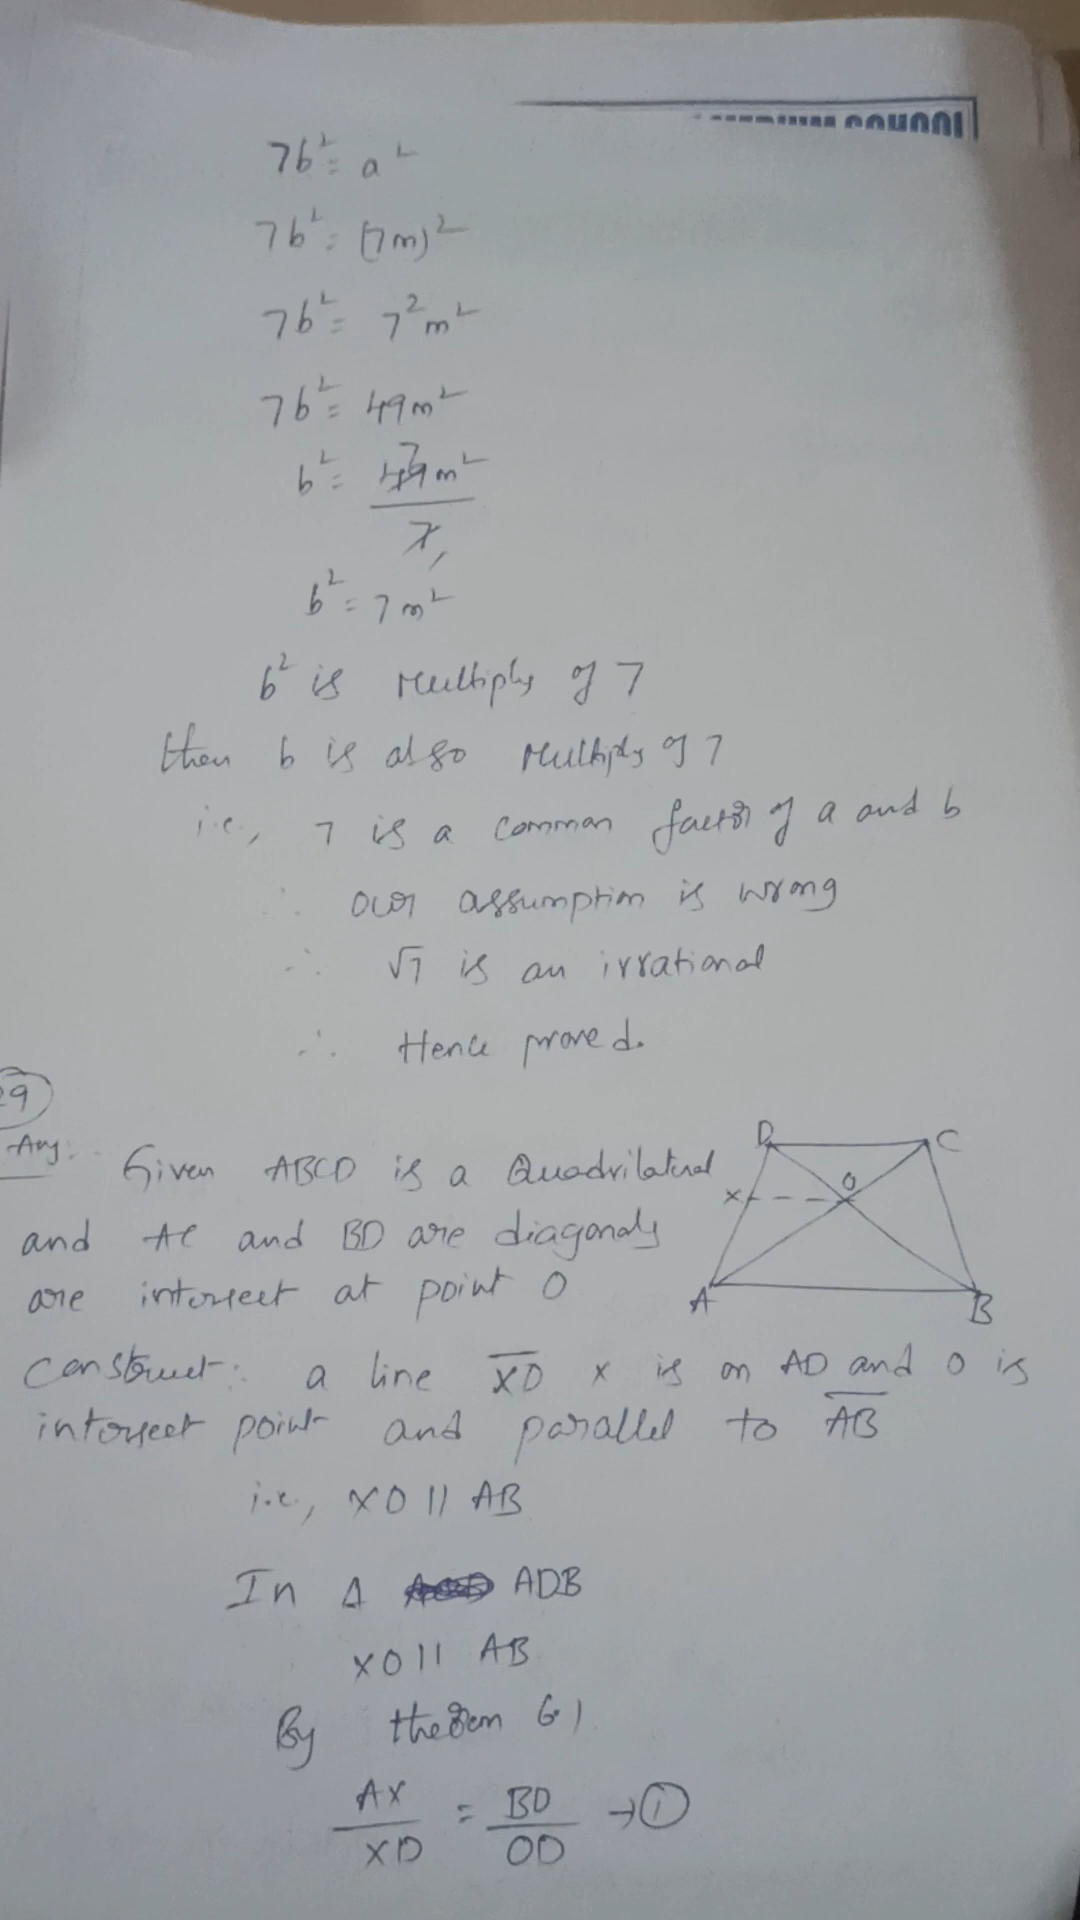 7b² = a²
7b² = (7m)²
7b² = 7²m²
7b² = 49m²
b² = 49m²
7
7
b² = 7m²
b² is Multiply of 7
then b is also Multiply of 7
i.e., 7 is a common factor of a and b
∴ our assumption is wrong
∴ √7 is an irrational
∴ Hence proved.
29
Ans:- Given ABCD is a Quadrilateral
and AC and BD are diagonals
are intersect at point O
D C
X O
A B
Construct: a line XO x is on AD and O is
intersect point and parallel to AB
i.e., XO || AB
In Δ ADB
XO || AB
By theorem 6.1
AX/XD = BO/OD → ①